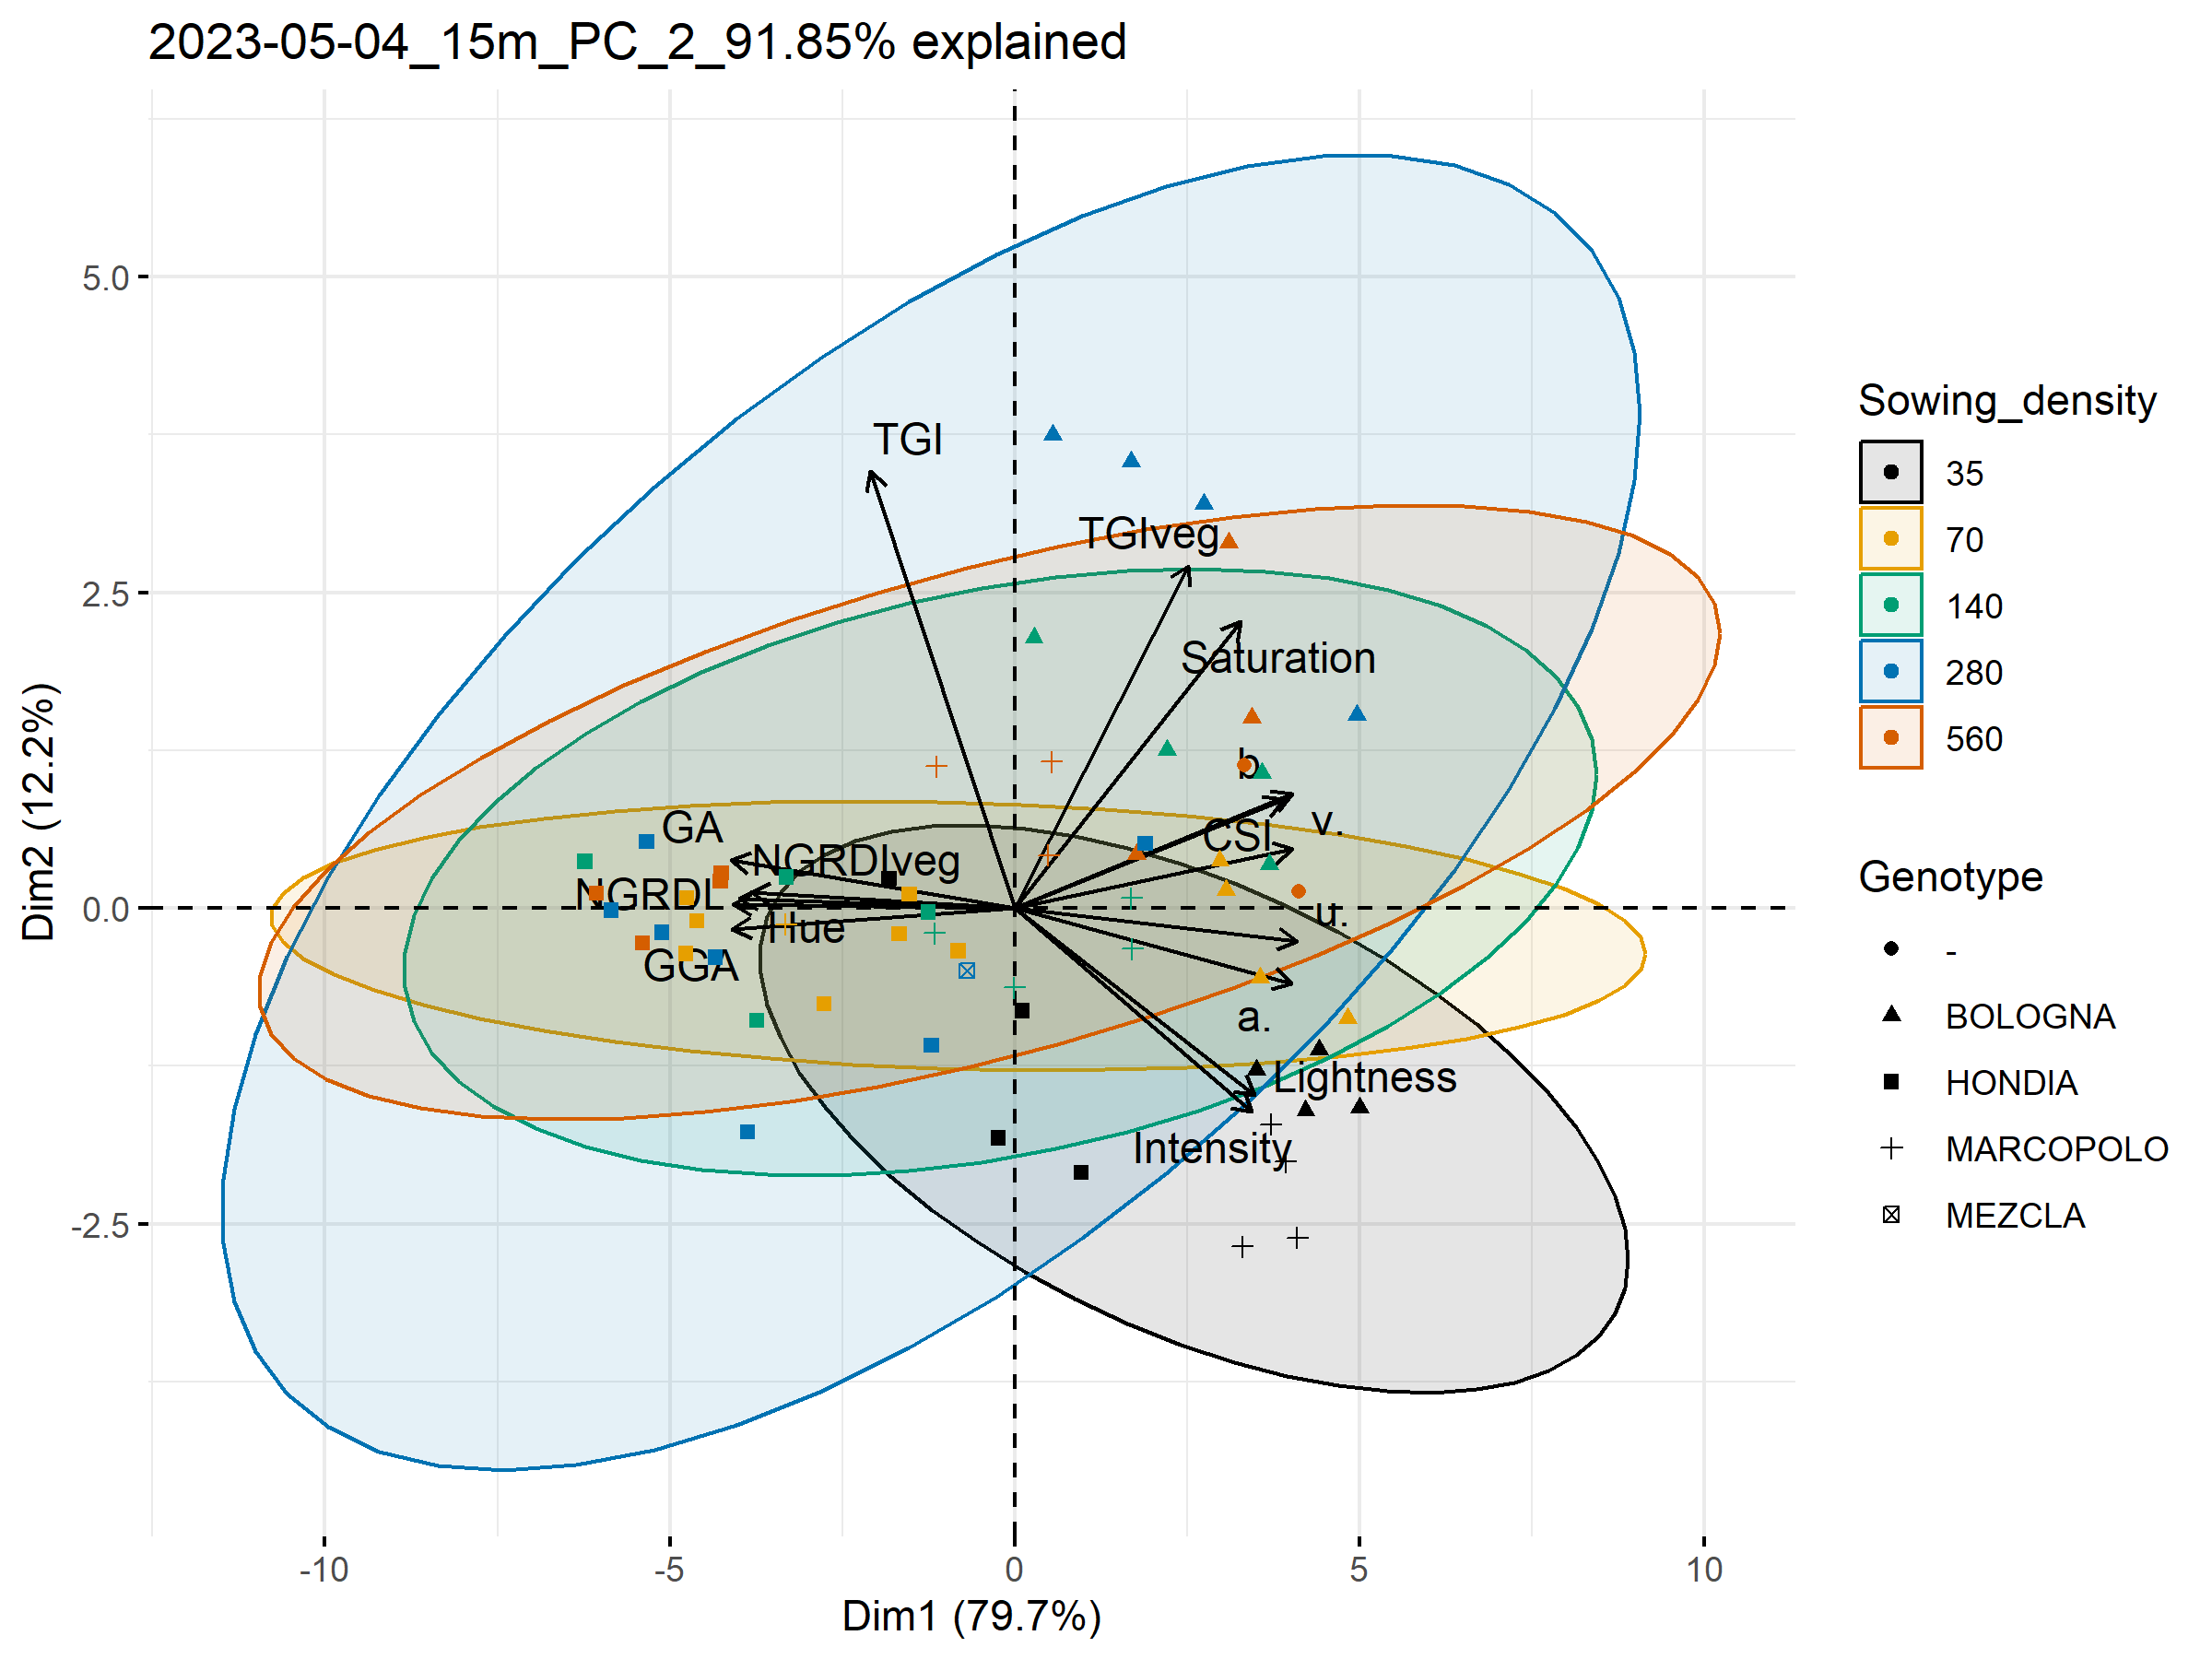 2023-05-04_15m_PC_2_91.85% explained
Dim2 (12.2%)
5.0
2.5
0.0
-2.5
-10
-5
0
5
10
Dim1 (79.7%)
TGI
TGIveg
Saturation
b.
v.
CSI
GA
NGRDIveg
NGRDI
Hue
u.
GGA
a.
Lightness
Intensity
Sowing_density
35
70
140
280
560
Genotype
-
BOLOGNA
HONDIA
MARCOPOLO
MEZCLA